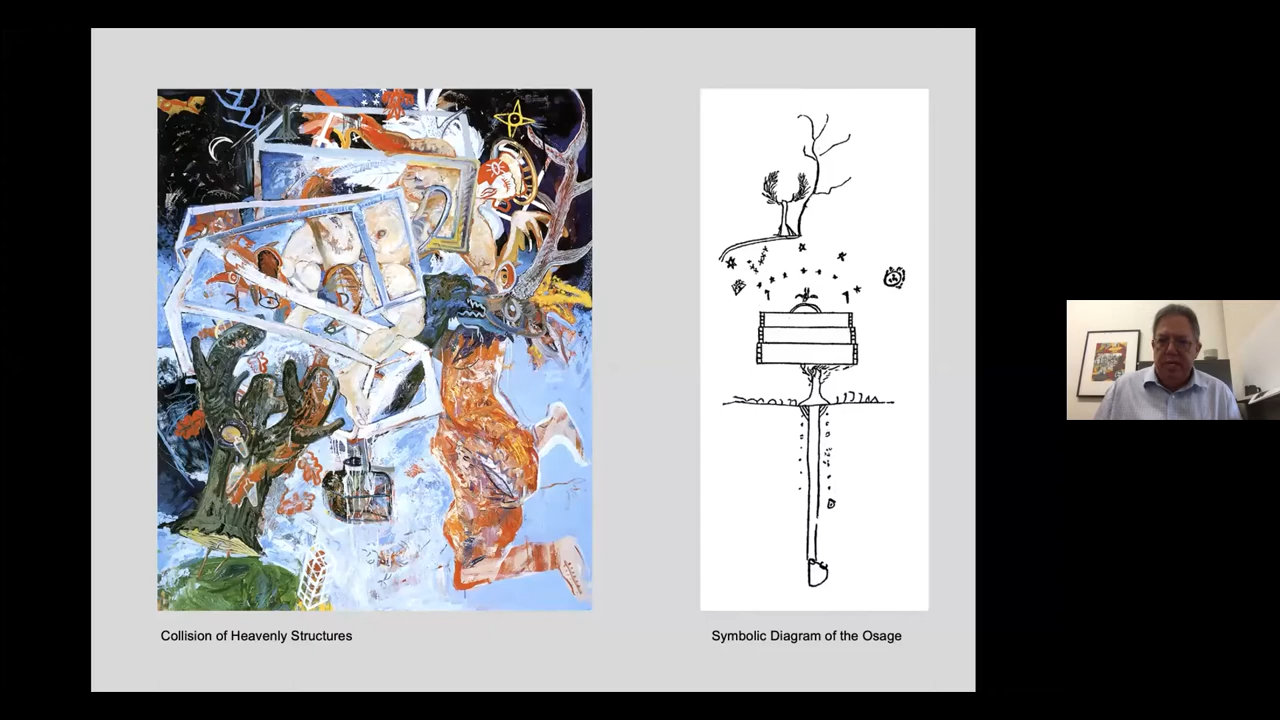 Collision of Heavenly Structures
Symbolic Diagram of the Osage